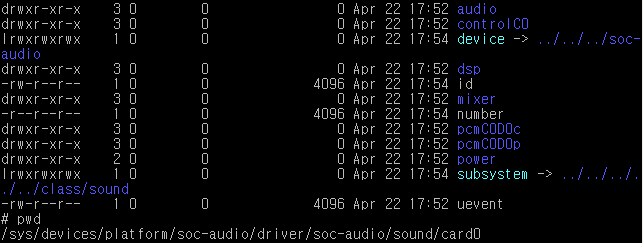 drwxr-xr-x 3 0 0 0 Apr 22 17:52 audio
drwxr-xr-x 3 0 0 0 Apr 22 17:52 controlC0
lrwxrwxrwx 1 0 0 0 Apr 22 17:54 device -> ../../../soc-
audio
drwxr-xr-x 3 0 0 0 Apr 22 17:52 dsp
-rw-r--r-- 1 0 0 4096 Apr 22 17:54 id
drwxr-xr-x 3 0 0 0 Apr 22 17:52 mixer
-r--r--r-- 1 0 0 4096 Apr 22 17:54 number
drwxr-xr-x 3 0 0 0 Apr 22 17:52 pcmC0D0c
drwxr-xr-x 3 0 0 0 Apr 22 17:52 pcmC0D0p
drwxr-xr-x 2 0 0 0 Apr 22 17:52 power
lrwxrwxrwx 1 0 0 0 Apr 22 17:54 subsystem -> ../../../.
./../class/sound
-rw-r--r-- 1 0 0 4096 Apr 22 17:52 uevent
# pwd
/sys/devices/platform/soc-audio/driver/soc-audio/sound/card0